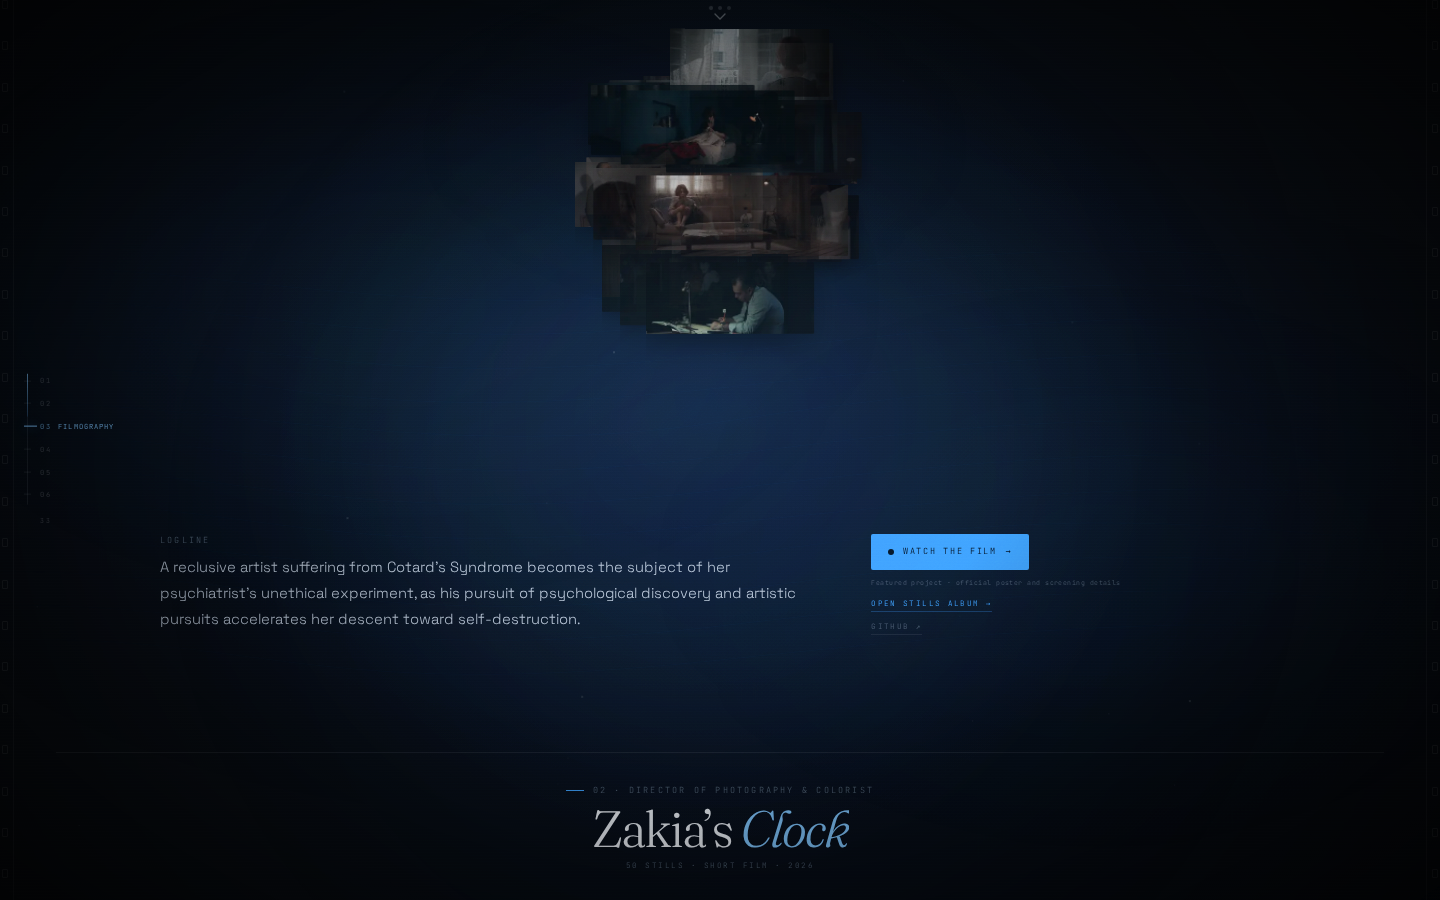 01
02
03 FILMOGRAPHY
04
05
06
33
LOGLINE
A reclusive artist suffering from Cotard's Syndrome becomes the subject of her
psychiatrist's unethical experiment, as his pursuit of psychological discovery and artistic
pursuits accelerates her descent toward self-destruction.
● WATCH THE FILM →
Featured project · official poster and screening details
OPEN STILLS ALBUM →
GITHUB ↗
02 · DIRECTOR OF PHOTOGRAPHY & COLORIST
Zakia's Clock
50 STILLS · SHORT FILM · 2026